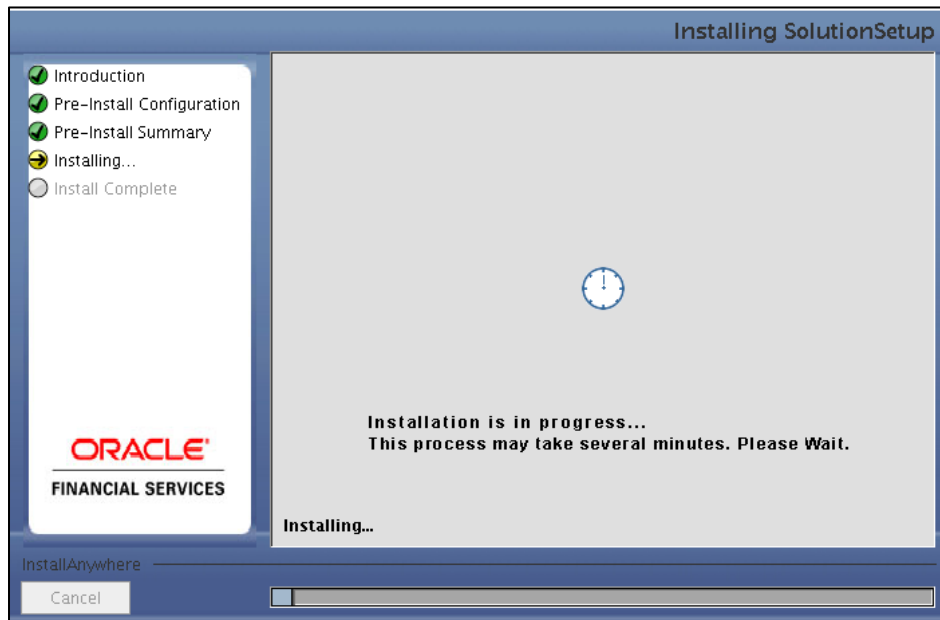 Installing SolutionSetup
Introduction
Pre-Install Configuration
Pre-Install Summary
Installing...
Install Complete
ORACLE
FINANCIAL SERVICES
Installation is in progress...
This process may take several minutes. Please Wait.
Installing...
InstallAnywhere
Cancel